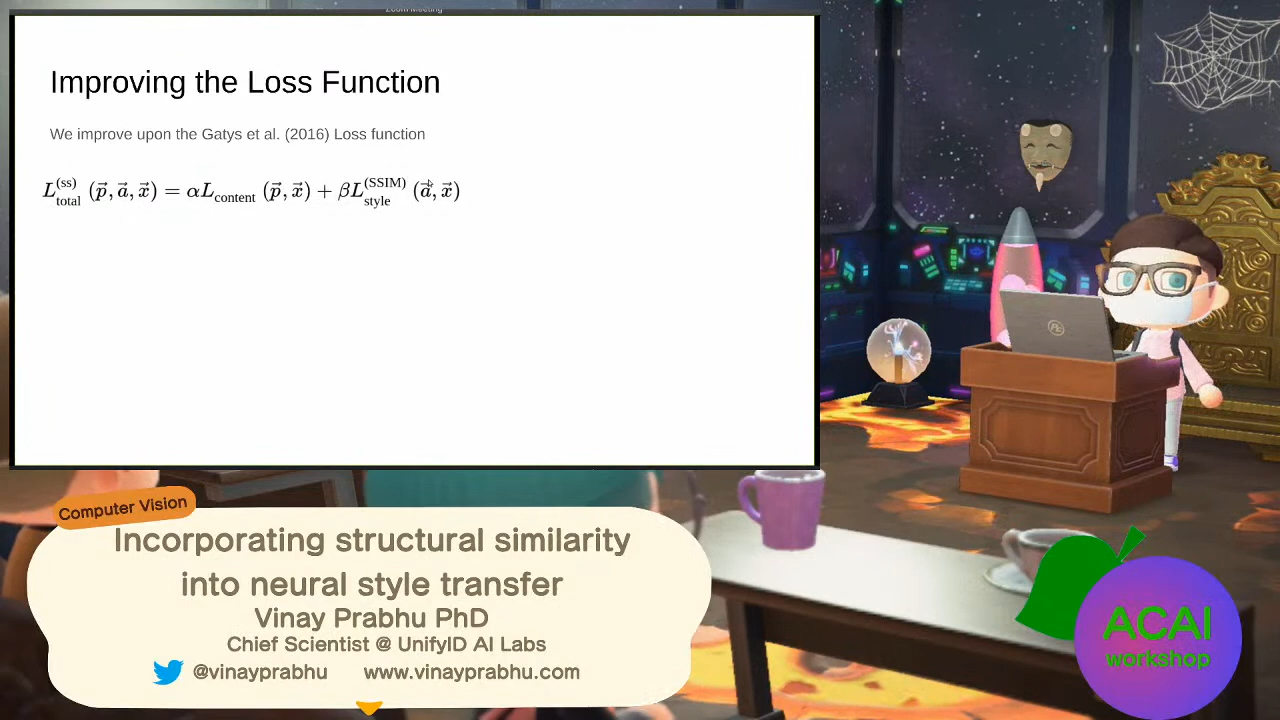 Zoom Meeting
Improving the Loss Function
We improve upon the Gatys et al. (2016) Loss function
L_total^(ss) (p⃗, a⃗, x⃗) = αL_content (p⃗, x⃗) + βL_style^(SSIM) (a⃗, x⃗)
Computer Vision
Incorporating structural similarity
into neural style transfer
Vinay Prabhu PhD
Chief Scientist @ UnifyID AI Labs
@vinayprabhu www.vinayprabhu.com
ACAI
workshop